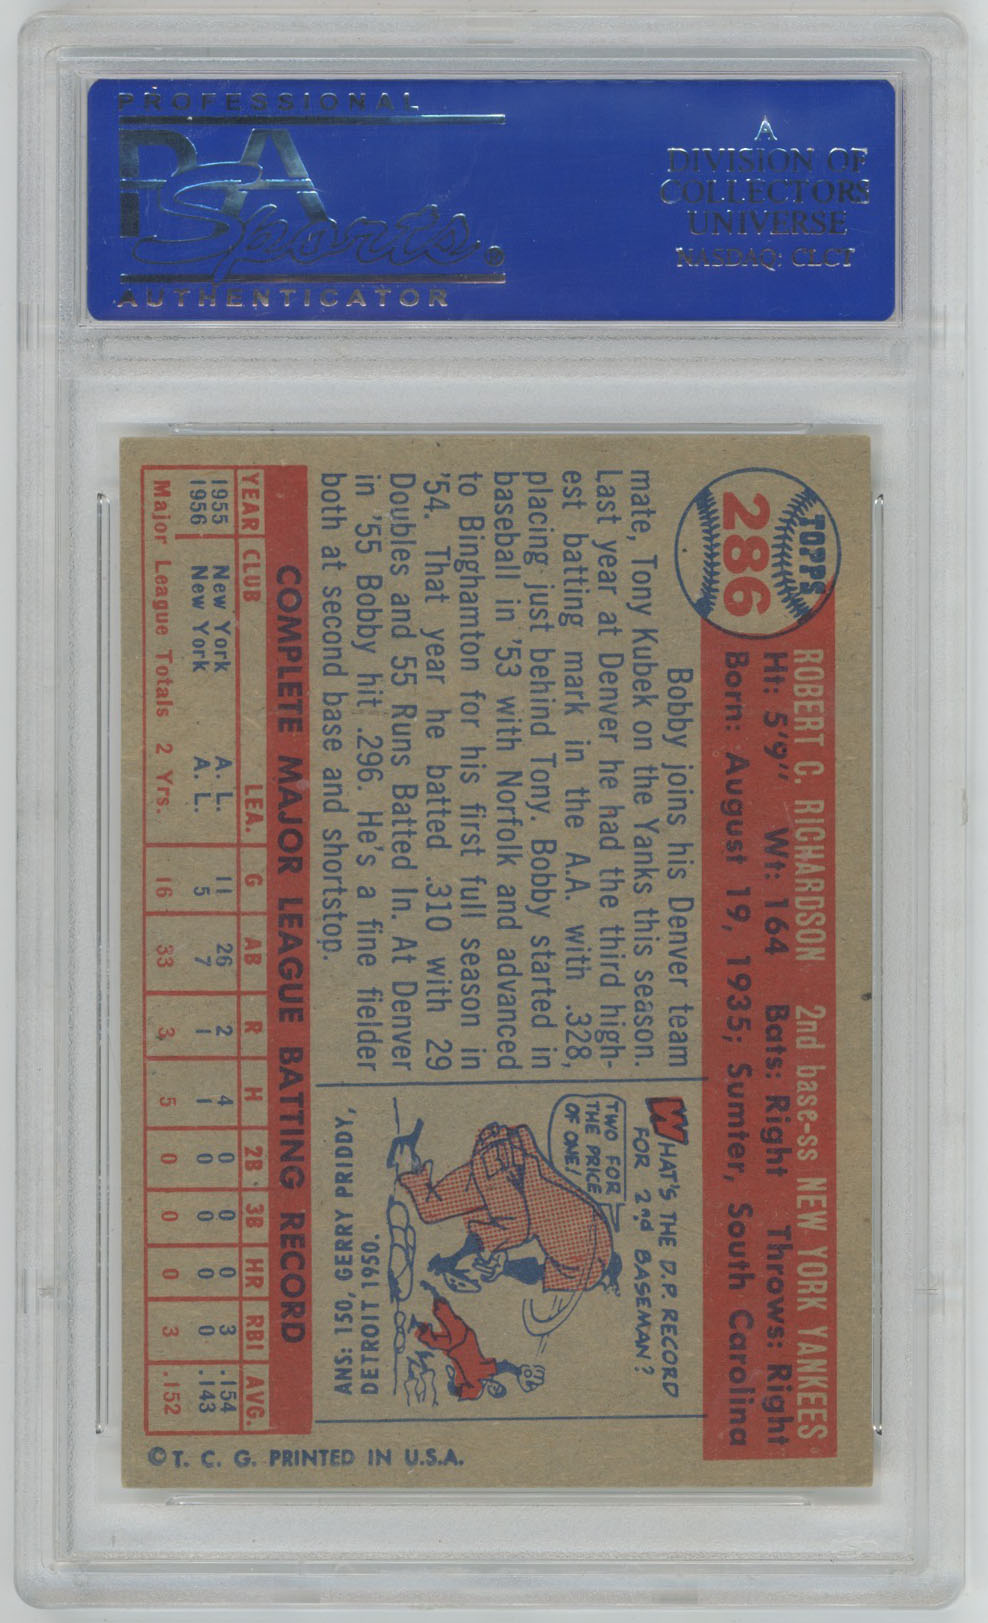 PROFESSIONAL
PSA
Sports
AUTHENTICATOR
A
DIVISION OF
COLLECTORS
UNIVERSE
NASDAQ: CLCT
TOPPS
286
ROBERT C. RICHARDSON 2nd base-ss NEW YORK YANKEES
Ht: 5'9" Wt: 164 Bats: Right Throws: Right
Born: August 19, 1935; Sumter, South Carolina
Bobby joins his Denver team
mate, Tony Kubek on the Yanks this season.
Last year at Denver he had the third high-
est batting mark in the A.A. with .328,
placing just behind Tony. Bobby started in
baseball in '53 with Norfolk and advanced
to Binghamton for his first full season in
'54. That year he batted .310 with 29
Doubles and 55 Runs Batted In. At Denver
in '55 Bobby hit .296. He's a fine fielder
both at second base and shortstop.
WHAT'S THE D.P. RECORD
FOR 2nd BASEMAN?
TWO FOR
THE PRICE
OF ONE!
ANS: 150, GERRY PRIDDY,
DETROIT 1950.
COMPLETE MAJOR LEAGUE BATTING RECORD
YEAR CLUB LEA. G AB R H 2B 3B HR RBI AVG.
1955 New York A. L. 11 26 2 4 0 0 0 3 .154
1956 New York A. L. 5 7 1 1 0 0 0 0 .143
Major League Totals 2 Yrs. 16 33 3 5 0 0 0 3 .152
© T. C. G. PRINTED IN U.S.A.